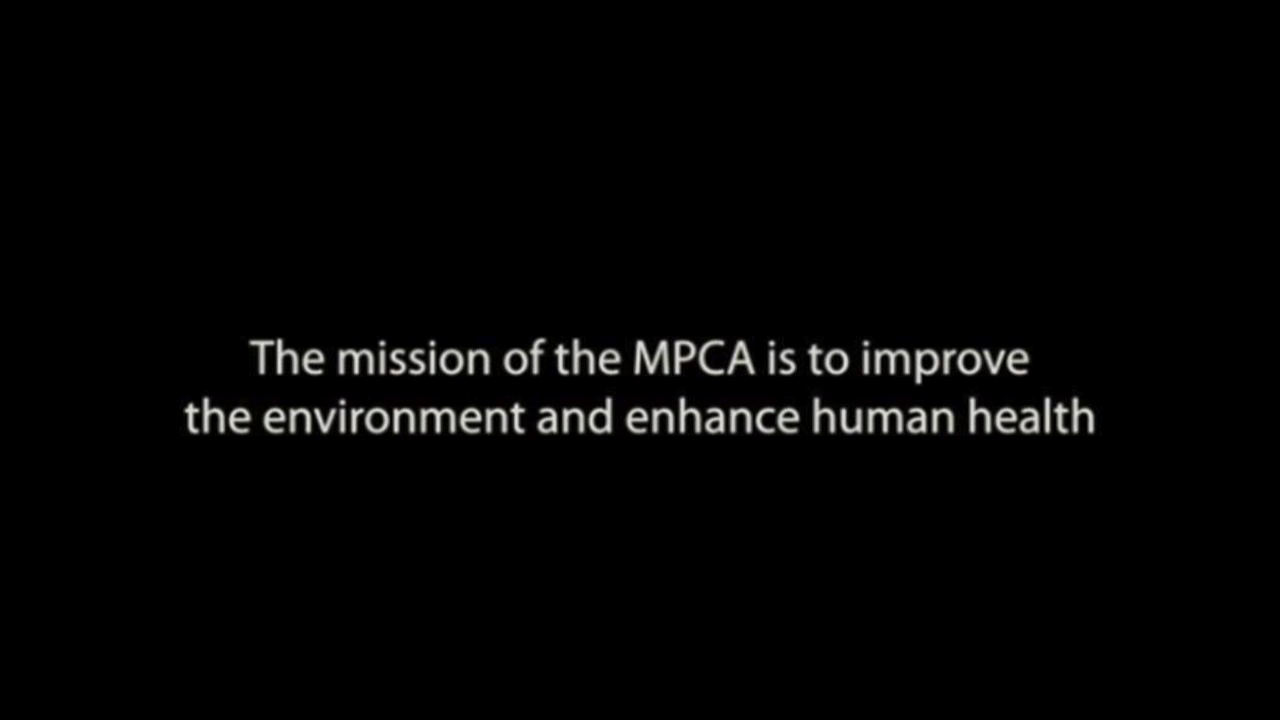 The mission of the MPCA is to improve
the environment and enhance human health